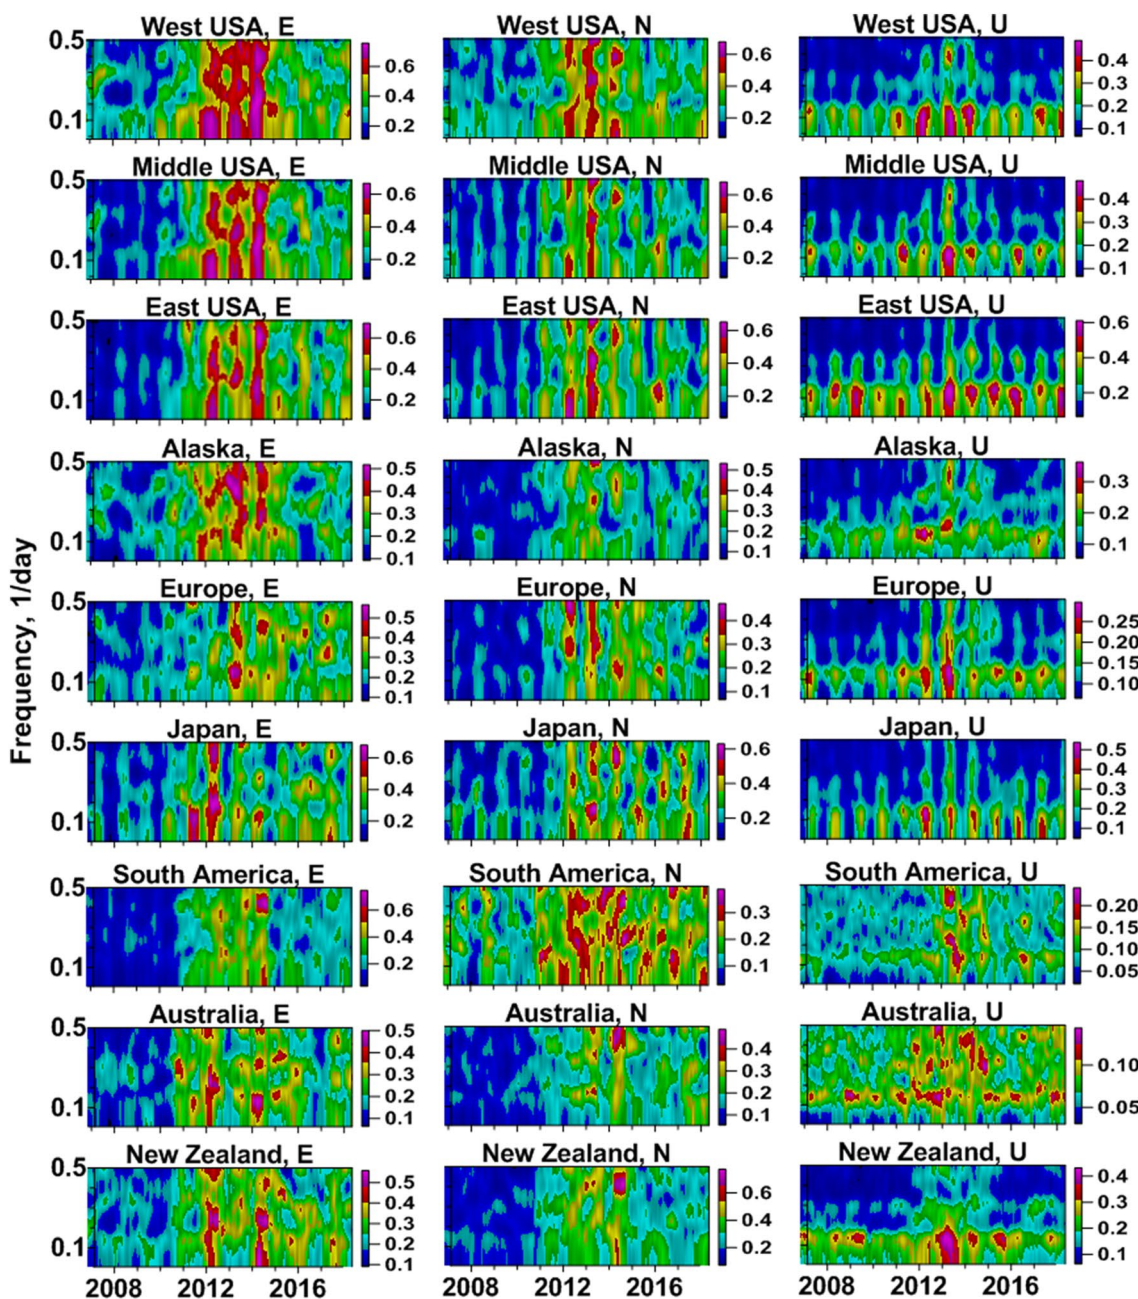 West USA, E West USA, N West USA, U
0.5 0.1 0.6 0.4 0.2 0.6 0.4 0.2 0.4 0.3 0.2 0.1
Middle USA, E Middle USA, N Middle USA, U
0.5 0.1 0.6 0.4 0.2 0.6 0.4 0.2 0.4 0.3 0.2 0.1
East USA, E East USA, N East USA, U
0.5 0.1 0.6 0.4 0.2 0.6 0.4 0.2 0.6 0.4 0.2
Alaska, E Alaska, N Alaska, U
0.5 0.1 0.5 0.4 0.3 0.2 0.1 0.5 0.4 0.3 0.2 0.1 0.3 0.2 0.1
Frequency, 1/day
Europe, E Europe, N Europe, U
0.5 0.1 0.5 0.4 0.3 0.2 0.1 0.4 0.3 0.2 0.1 0.25 0.20 0.15 0.10
Japan, E Japan, N Japan, U
0.5 0.1 0.6 0.4 0.2 0.6 0.4 0.2 0.5 0.4 0.3 0.2 0.1
South America, E South America, N South America, U
0.5 0.1 0.6 0.4 0.2 0.3 0.2 0.1 0.20 0.15 0.10 0.05
Australia, E Australia, N Australia, U
0.5 0.1 0.5 0.4 0.3 0.2 0.1 0.4 0.3 0.2 0.1 0.10 0.05
New Zealand, E New Zealand, N New Zealand, U
0.5 0.1 0.5 0.4 0.3 0.2 0.1 0.6 0.4 0.2 0.4 0.3 0.2 0.1
2008 2012 2016 2008 2012 2016 2008 2012 2016